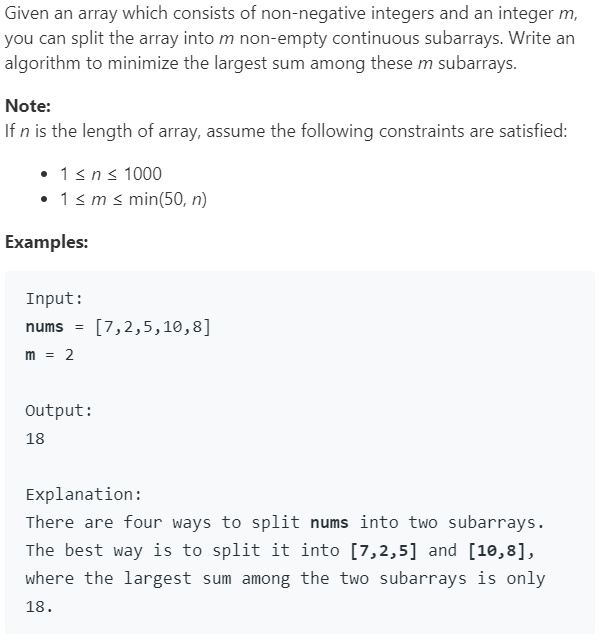 Given an array which consists of non-negative integers and an integer m,
you can split the array into m non-empty continuous subarrays. Write an
algorithm to minimize the largest sum among these m subarrays.
Note:
If n is the length of array, assume the following constraints are satisfied:
• 1 ≤ n ≤ 1000
• 1 ≤ m ≤ min(50, n)
Examples:
Input:
nums = [7,2,5,10,8]
m = 2
Output:
18
Explanation:
There are four ways to split nums into two subarrays.
The best way is to split it into [7,2,5] and [10,8],
where the largest sum among the two subarrays is only
18.